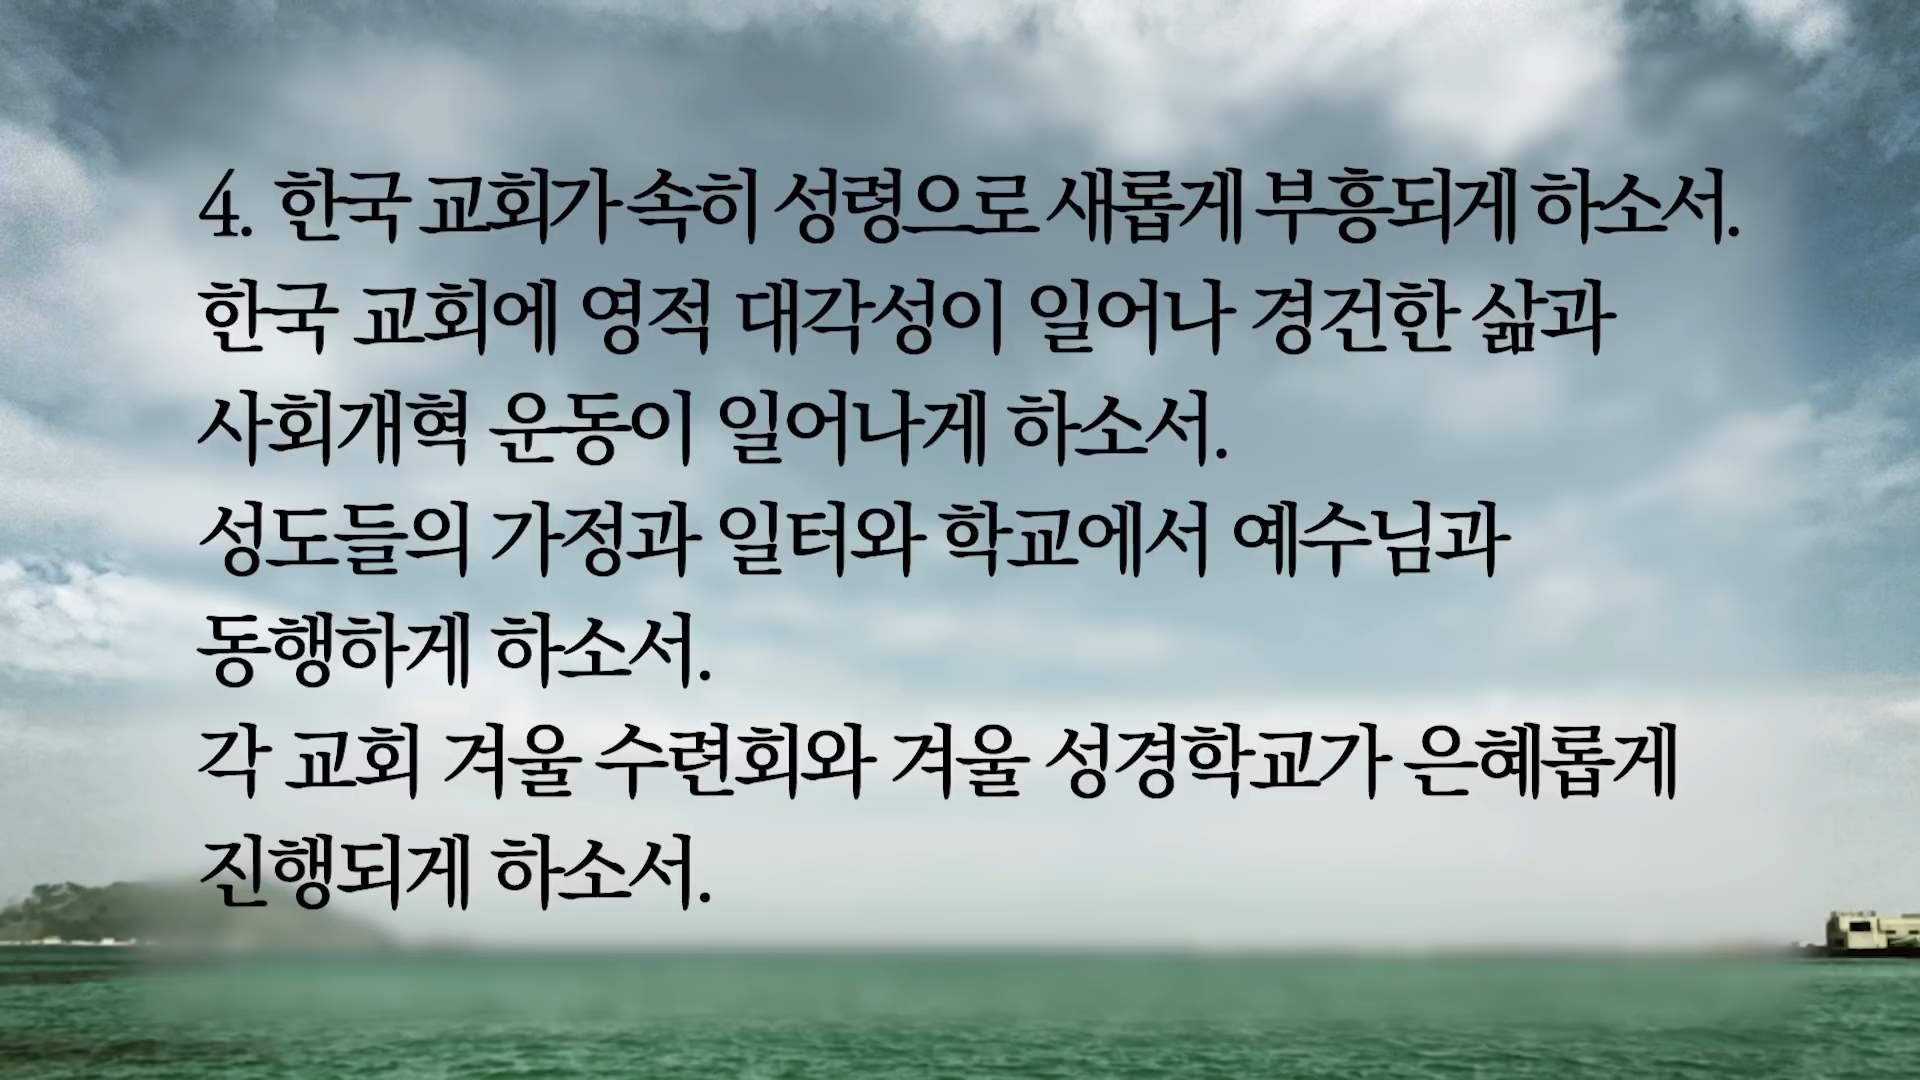 4. 한국 교회가 속히 성령으로 새롭게 부흥되게 하소서.
한국 교회에 영적 대각성이 일어나 경건한 삶과
사회개혁 운동이 일어나게 하소서.
성도들의 가정과 일터와 학교에서 예수님과
동행하게 하소서.
각 교회 겨울 수련회와 겨울 성경학교가 은혜롭게
진행되게 하소서.